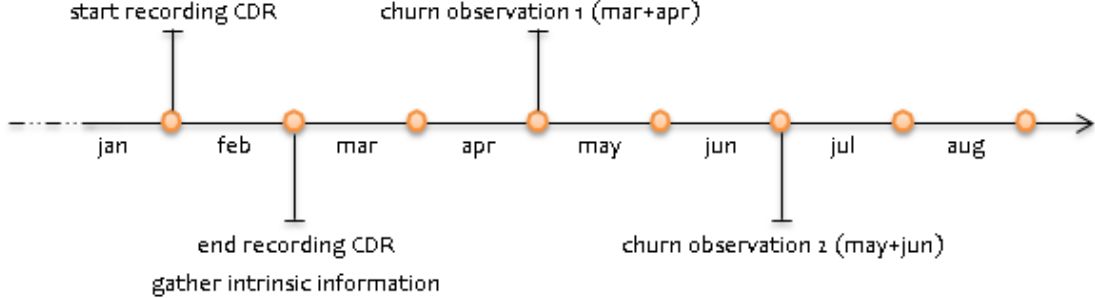 start recording CDR
churn observation 1 (mar+apr)
jan feb mar apr may jun jul aug
end recording CDR
gather intrinsic information
churn observation 2 (may+jun)